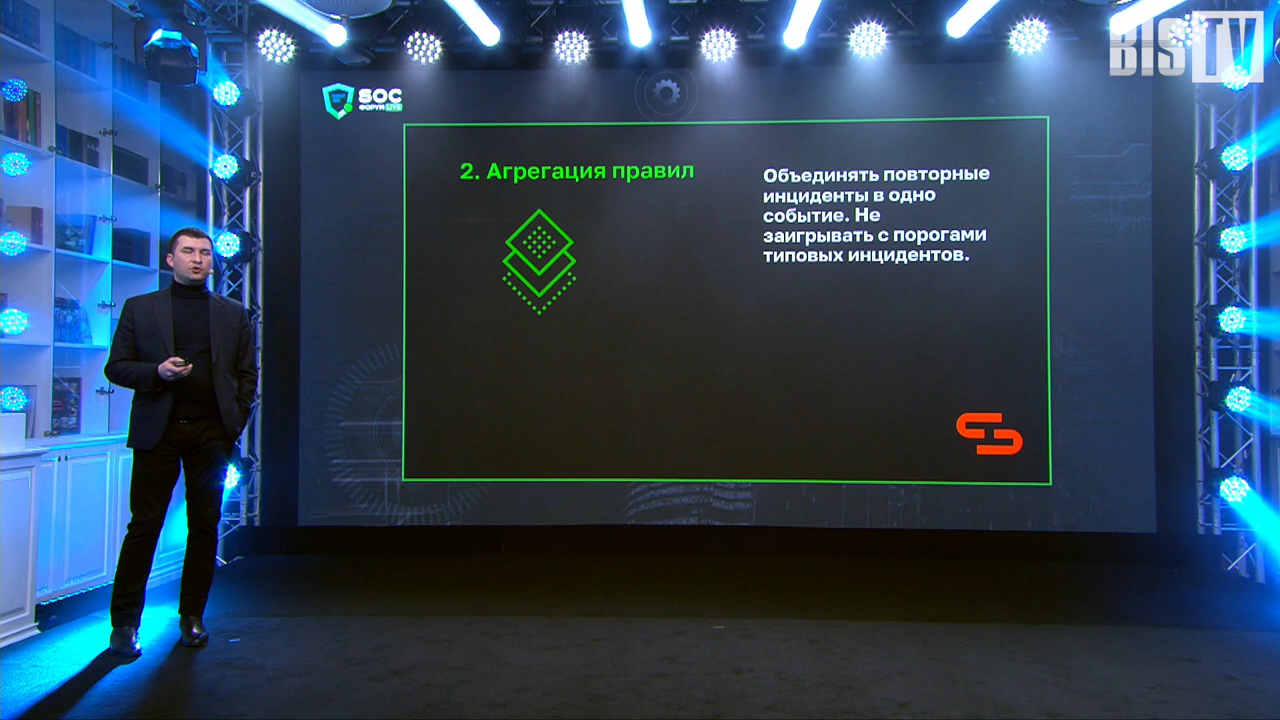 BIS TV
SOC
ФОРУМ LIVE
2. Агрегация правил
Объединять повторные
инциденты в одно
событие. Не
заигрывать с порогами
типовых инцидентов.